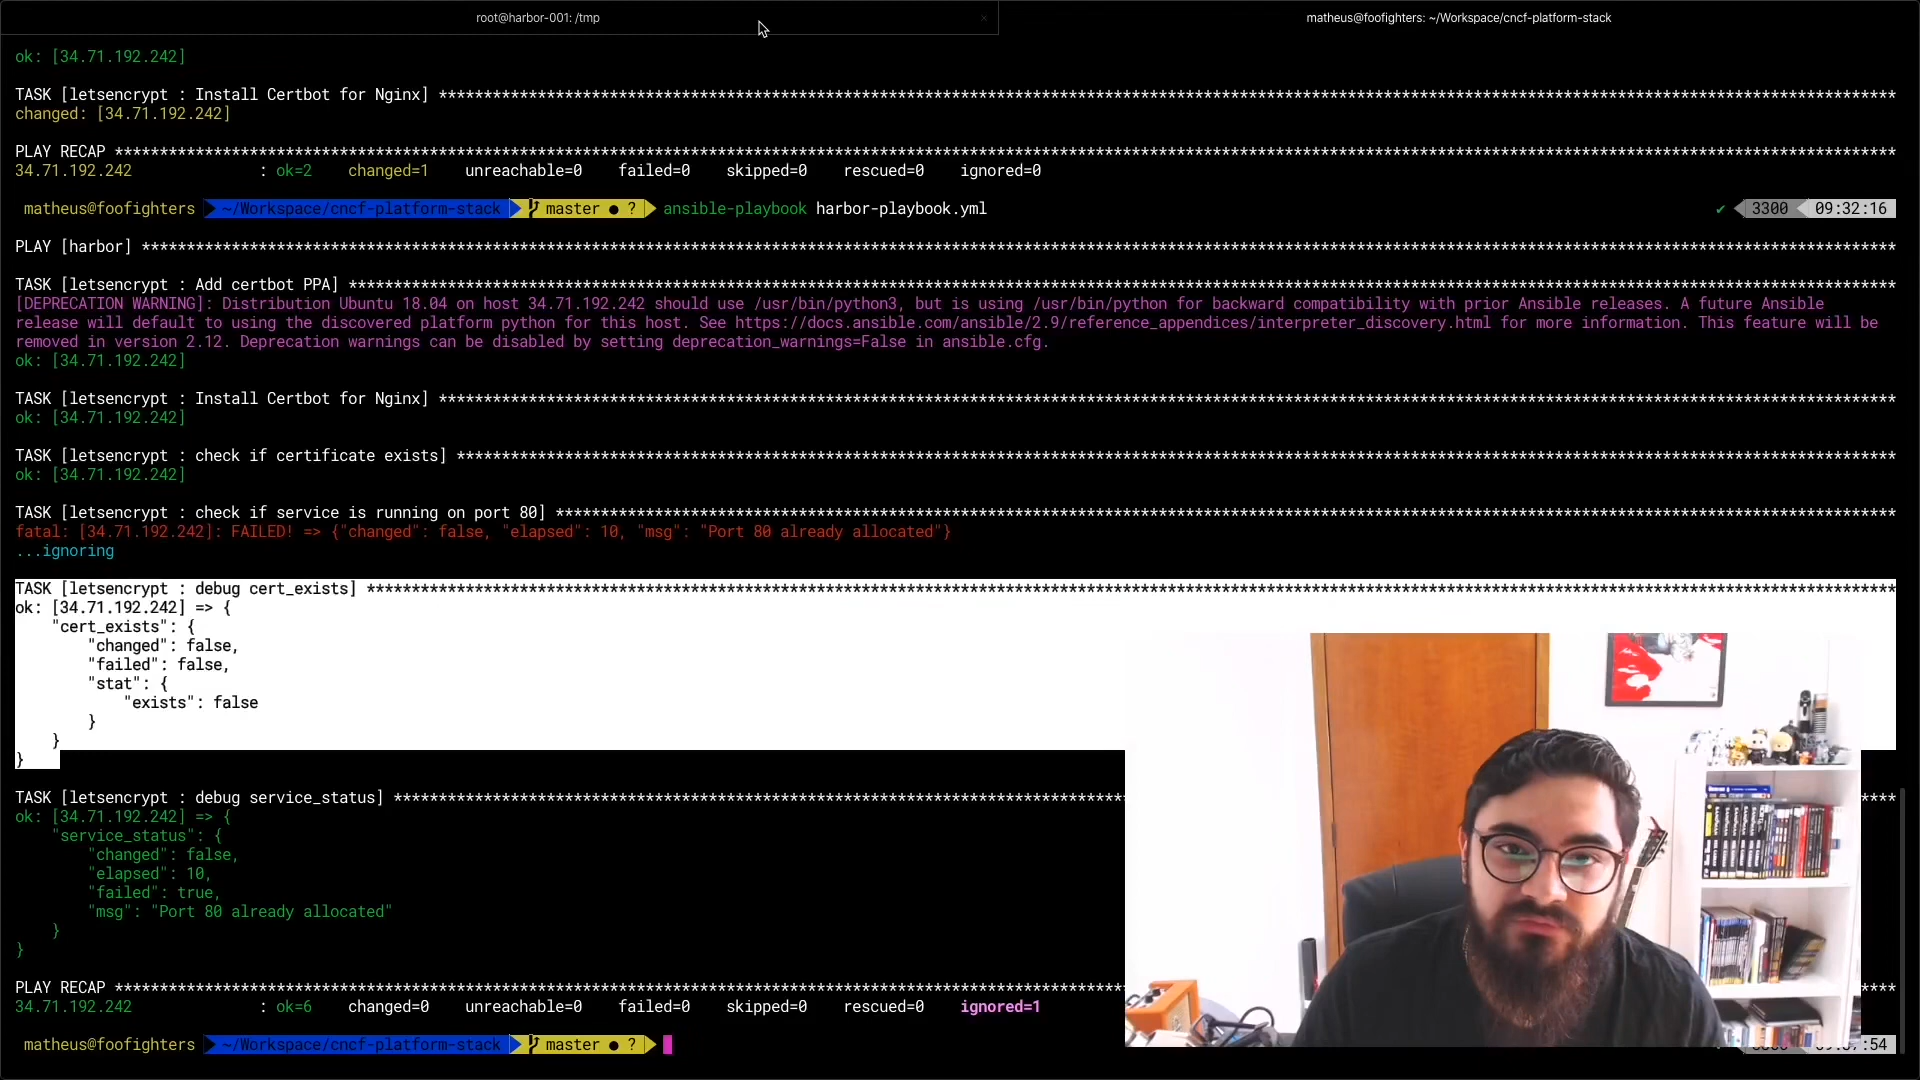 root@harbor-001: /tmp
matheus@foofighters: ~/Workspace/cncf-platform-stack
ok: [34.71.192.242]
TASK [letsencrypt : Install Certbot for Nginx] ******************************************************************************************************************************************************************
changed: [34.71.192.242]
PLAY RECAP ******************************************************************************************************************************************************************************************************
34.71.192.242 : ok=2 changed=1 unreachable=0 failed=0 skipped=0 rescued=0 ignored=0
matheus@foofighters ~/Workspace/cncf-platform-stack master ● ? ansible-playbook harbor-playbook.yml ✔ 3300 09:32:16
PLAY [harbor] ***************************************************************************************************************************************************************************************************
TASK [letsencrypt : Add certbot PPA] ****************************************************************************************************************************************************************************
[DEPRECATION WARNING]: Distribution Ubuntu 18.04 on host 34.71.192.242 should use /usr/bin/python3, but is using /usr/bin/python for backward compatibility with prior Ansible releases. A future Ansible
release will default to using the discovered platform python for this host. See https://docs.ansible.com/ansible/2.9/reference_appendices/interpreter_discovery.html for more information. This feature will be
removed in version 2.12. Deprecation warnings can be disabled by setting deprecation_warnings=False in ansible.cfg.
ok: [34.71.192.242]
TASK [letsencrypt : Install Certbot for Nginx] ******************************************************************************************************************************************************************
ok: [34.71.192.242]
TASK [letsencrypt : check if certificate exists] ****************************************************************************************************************************************************************
ok: [34.71.192.242]
TASK [letsencrypt : check if service is running on port 80] *****************************************************************************************************************************************************
fatal: [34.71.192.242]: FAILED! => {"changed": false, "elapsed": 10, "msg": "Port 80 already allocated"}
...ignoring
TASK [letsencrypt : debug cert_exists] **************************************************************************************************************************************************************************
ok: [34.71.192.242] => {
"cert_exists": {
"changed": false,
"failed": false,
"stat": {
"exists": false
}
}
}
TASK [letsencrypt : debug service_status] *********************************************************************************
ok: [34.71.192.242] => {
"service_status": {
"changed": false,
"elapsed": 10,
"failed": true,
"msg": "Port 80 already allocated"
}
}
PLAY RECAP ****************************************************************************************************************
34.71.192.242 : ok=6 changed=0 unreachable=0 failed=0 skipped=0 rescued=0 ignored=1
matheus@foofighters ~/Workspace/cncf-platform-stack master ● ?